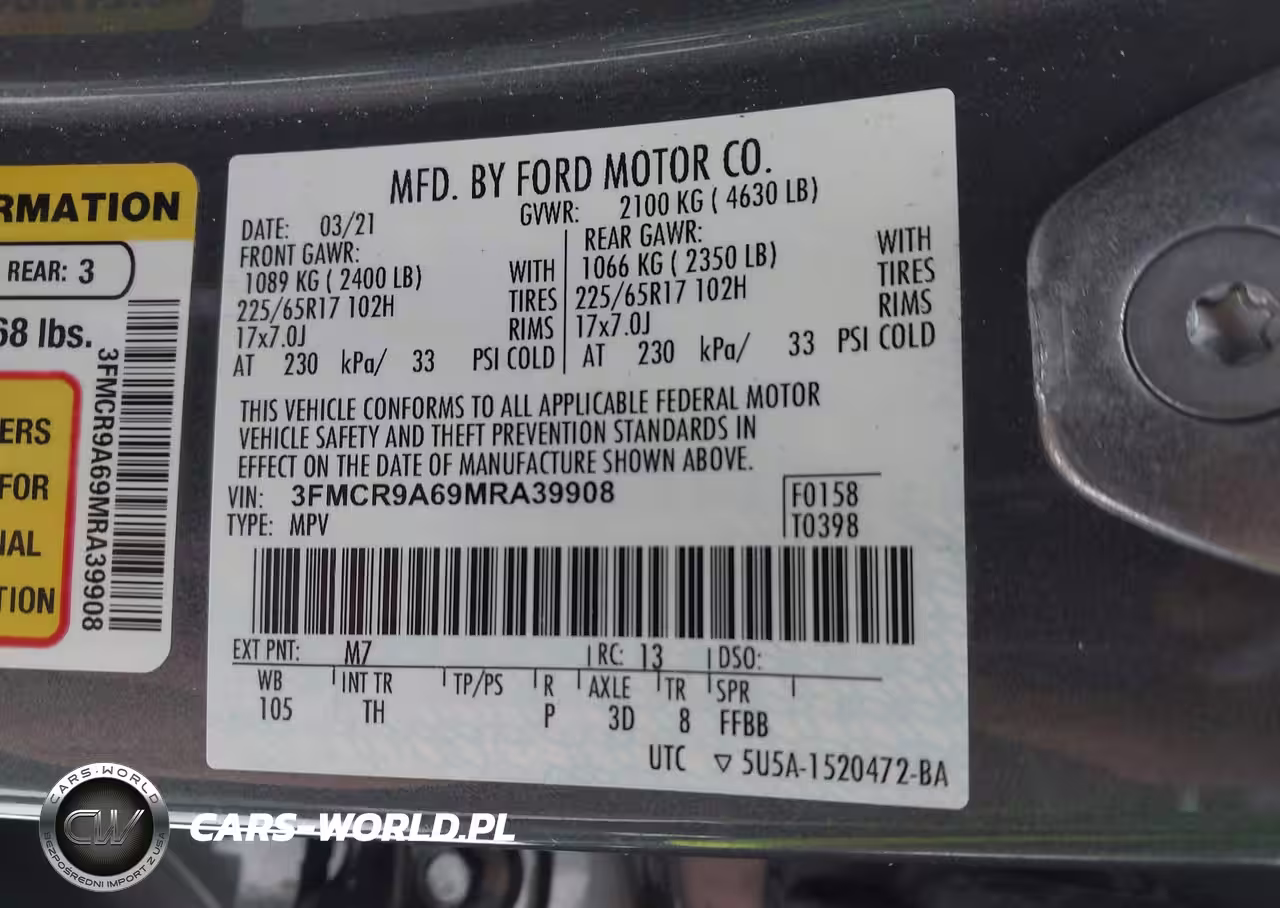 RMATION
REAR: 3
68 lbs.
3FMCR9A69MRA39908
ERS
FOR
NAL
TION
MFD. BY FORD MOTOR CO.
DATE: 03/21 GVWR: 2100 KG ( 4630 LB)
FRONT GAWR: REAR GAWR:
1089 KG ( 2400 LB) WITH 1066 KG ( 2350 LB) WITH
225/65R17 102H TIRES 225/65R17 102H TIRES
17x7.0J RIMS 17x7.0J RIMS
AT 230 kPa/ 33 PSI COLD AT 230 kPa/ 33 PSI COLD
THIS VEHICLE CONFORMS TO ALL APPLICABLE FEDERAL MOTOR
VEHICLE SAFETY AND THEFT PREVENTION STANDARDS IN
EFFECT ON THE DATE OF MANUFACTURE SHOWN ABOVE.
VIN: 3FMCR9A69MRA39908 F0158
TYPE: MPV T0398
EXT PNT: M7 RC: 13 DSO:
WB INT TR TP/PS R AXLE TR SPR
105 TH P 3D 8 FFBB
UTC ▽ 5U5A-1520472-BA
CARS-WORLD
CW
BEZPOŚREDNI IMPORT Z USA
CARS-WORLD.PL